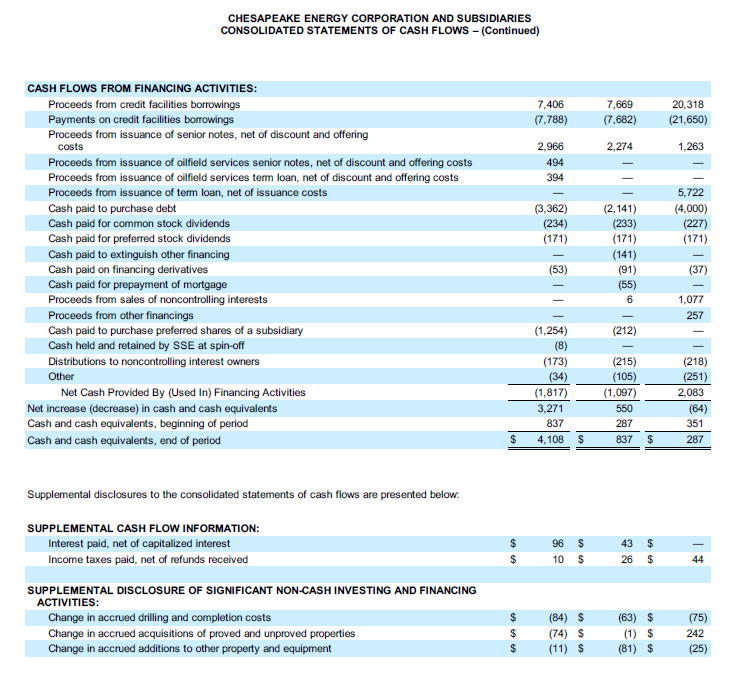 CHESAPEAKE ENERGY CORPORATION AND SUBSIDIARIES
CONSOLIDATED STATEMENTS OF CASH FLOWS – (Continued)
CASH FLOWS FROM FINANCING ACTIVITIES:
Proceeds from credit facilities borrowings 7,406 7,669 20,318
Payments on credit facilities borrowings (7,788) (7,682) (21,650)
Proceeds from issuance of senior notes, net of discount and offering
costs 2,966 2,274 1,263
Proceeds from issuance of oilfield services senior notes, net of discount and offering costs 494 — —
Proceeds from issuance of oilfield services term loan, net of discount and offering costs 394 — —
Proceeds from issuance of term loan, net of issuance costs — — 5,722
Cash paid to purchase debt (3,362) (2,141) (4,000)
Cash paid for common stock dividends (234) (233) (227)
Cash paid for preferred stock dividends (171) (171) (171)
Cash paid to extinguish other financing — (141) —
Cash paid on financing derivatives (53) (91) (37)
Cash paid for prepayment of mortgage — (55) —
Proceeds from sales of noncontrolling interests — 6 1,077
Proceeds from other financings — — 257
Cash paid to purchase preferred shares of a subsidiary (1,254) (212) —
Cash held and retained by SSE at spin-off (8) — —
Distributions to noncontrolling interest owners (173) (215) (218)
Other (34) (105) (251)
Net Cash Provided By (Used In) Financing Activities (1,817) (1,097) 2,083
Net increase (decrease) in cash and cash equivalents 3,271 550 (64)
Cash and cash equivalents, beginning of period 837 287 351
Cash and cash equivalents, end of period $ 4,108 $ 837 $ 287
Supplemental disclosures to the consolidated statements of cash flows are presented below:
SUPPLEMENTAL CASH FLOW INFORMATION:
Interest paid, net of capitalized interest $ 96 $ 43 $ —
Income taxes paid, net of refunds received $ 10 $ 26 $ 44
SUPPLEMENTAL DISCLOSURE OF SIGNIFICANT NON-CASH INVESTING AND FINANCING
ACTIVITIES:
Change in accrued drilling and completion costs $ (84) $ (63) $ (75)
Change in accrued acquisitions of proved and unproved properties $ (74) $ (1) $ 242
Change in accrued additions to other property and equipment $ (11) $ (81) $ (25)